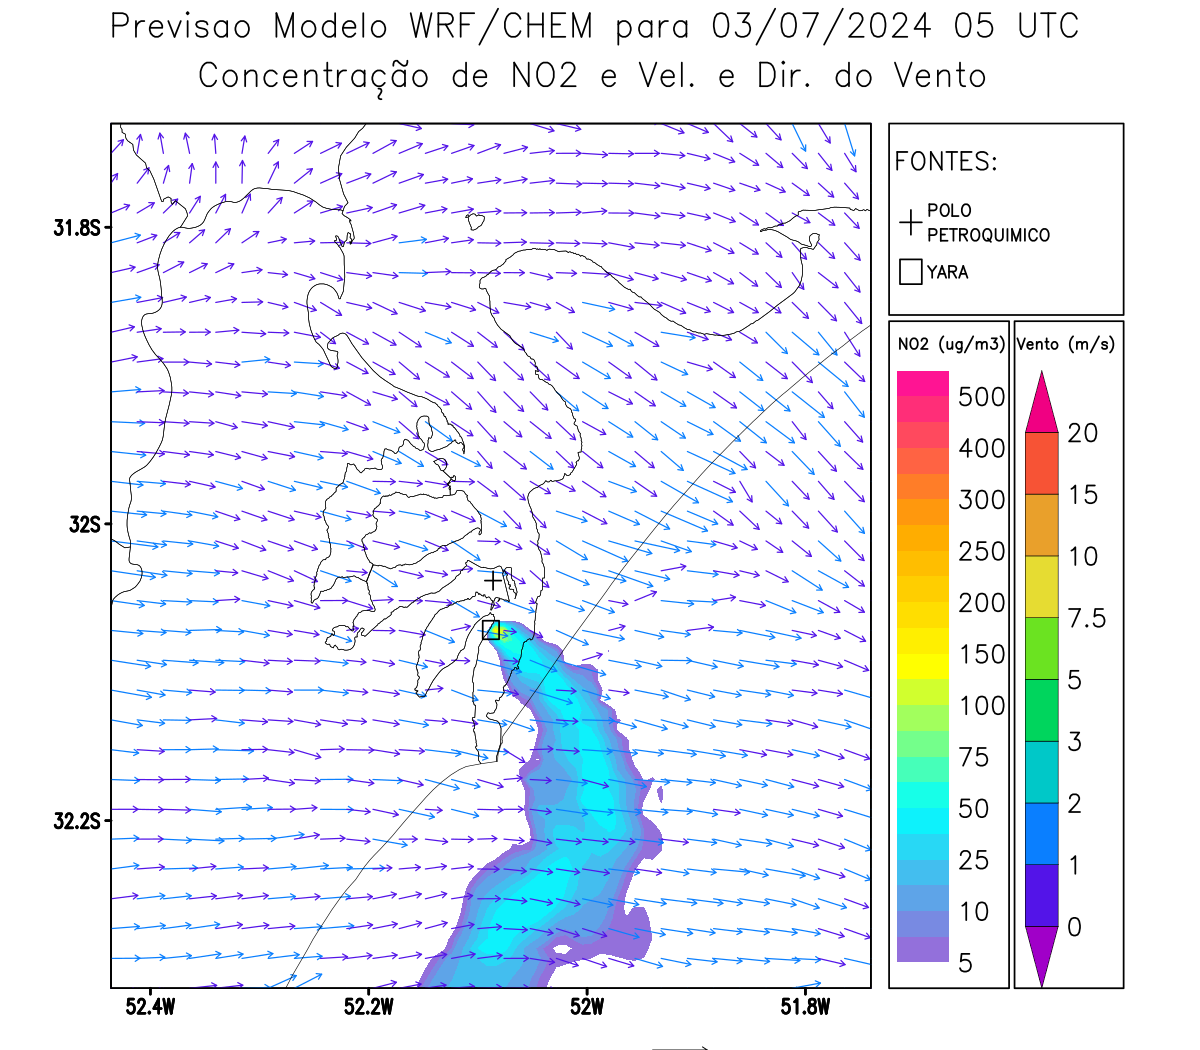 Previsao Modelo WRF/CHEM para 03/07/2024 05 UTC
Concentração de NO2 e Vel. e Dir. do Vento
FONTES:
POLO
PETROQUIMICO
YARA
NO2 (ug/m3)
500
400
300
250
200
150
100
75
50
25
10
5
Vento (m/s)
20
15
10
7.5
5
3
2
1
0
31.8S
32S
32.2S
52.4W
52.2W
52W
51.8W